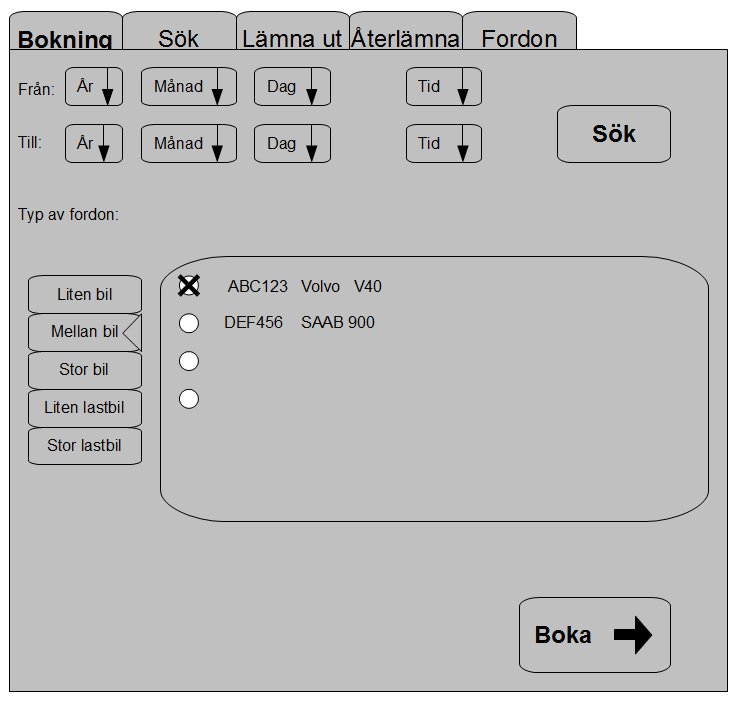 Bokning Sök Lämna ut Återlämna Fordon
Från: År Månad Dag Tid
Till: År Månad Dag Tid
Sök
Typ av fordon:
ABC123 Volvo V40
Liten bil
DEF456 SAAB 900
Mellan bil
Stor bil
Liten lastbil
Stor lastbil
Boka